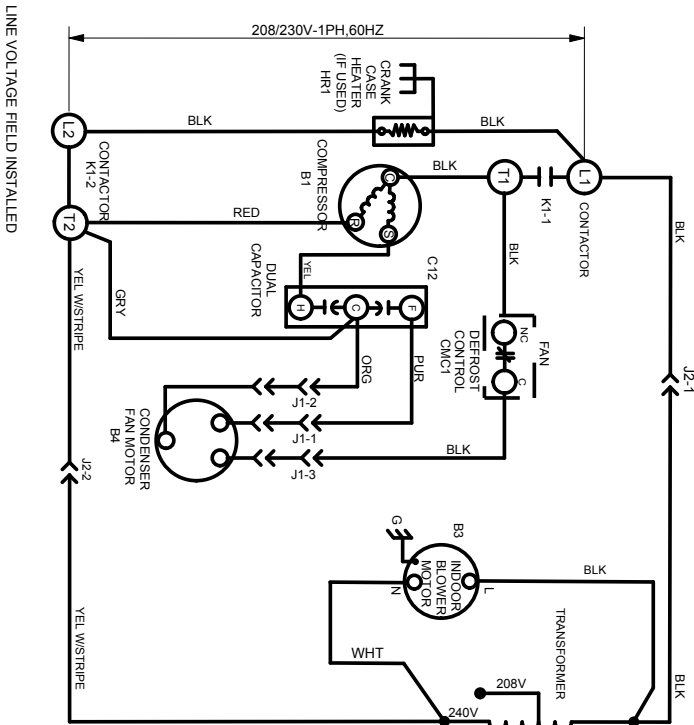 208/230V-1PH,60HZ
LINE VOLTAGE FIELD INSTALLED
CRANK
CASE
HEATER
(IF USED)
HR1
BLK
BLK
L2
L1
CONTACTOR
K1-2
COMPRESSOR
B1
C
R
S
BLK
T1
K1-1
CONTACTOR
T2
RED
BLK
BLK
YEL
DUAL
CAPACITOR
C12
H
C
F
GRY
YEL W/STRIPE
FAN
NC
C
DEFROST
CONTROL
CMC1
J2-1
ORG
PUR
J1-2
J1-1
J1-3
BLK
CONDENSER
FAN MOTOR
B4
J2-2
G
B3
INDOOR
BLOWER
MOTOR
L
N
BLK
WHT
TRANSFORMER
208V
240V
YEL W/STRIPE
BLK